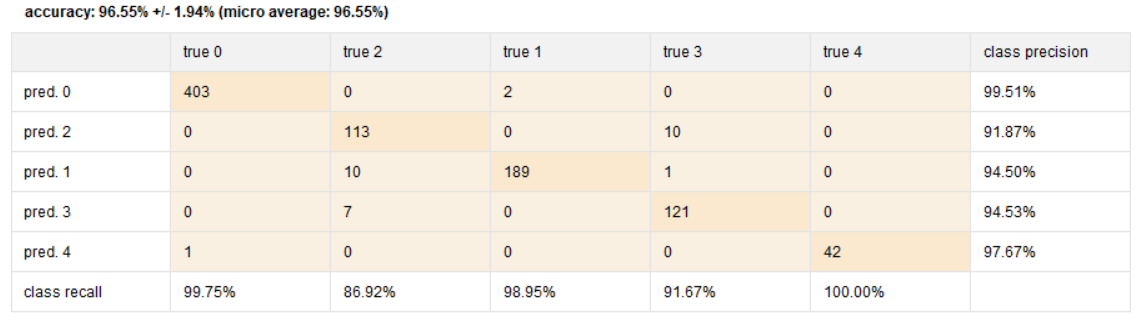 accuracy: 96.55% +/- 1.94% (micro average: 96.55%)
true 0 true 2 true 1 true 3 true 4 class precision
pred. 0 403 0 2 0 0 99.51%
pred. 2 0 113 0 10 0 91.87%
pred. 1 0 10 189 1 0 94.50%
pred. 3 0 7 0 121 0 94.53%
pred. 4 1 0 0 0 42 97.67%
class recall 99.75% 86.92% 98.95% 91.67% 100.00%